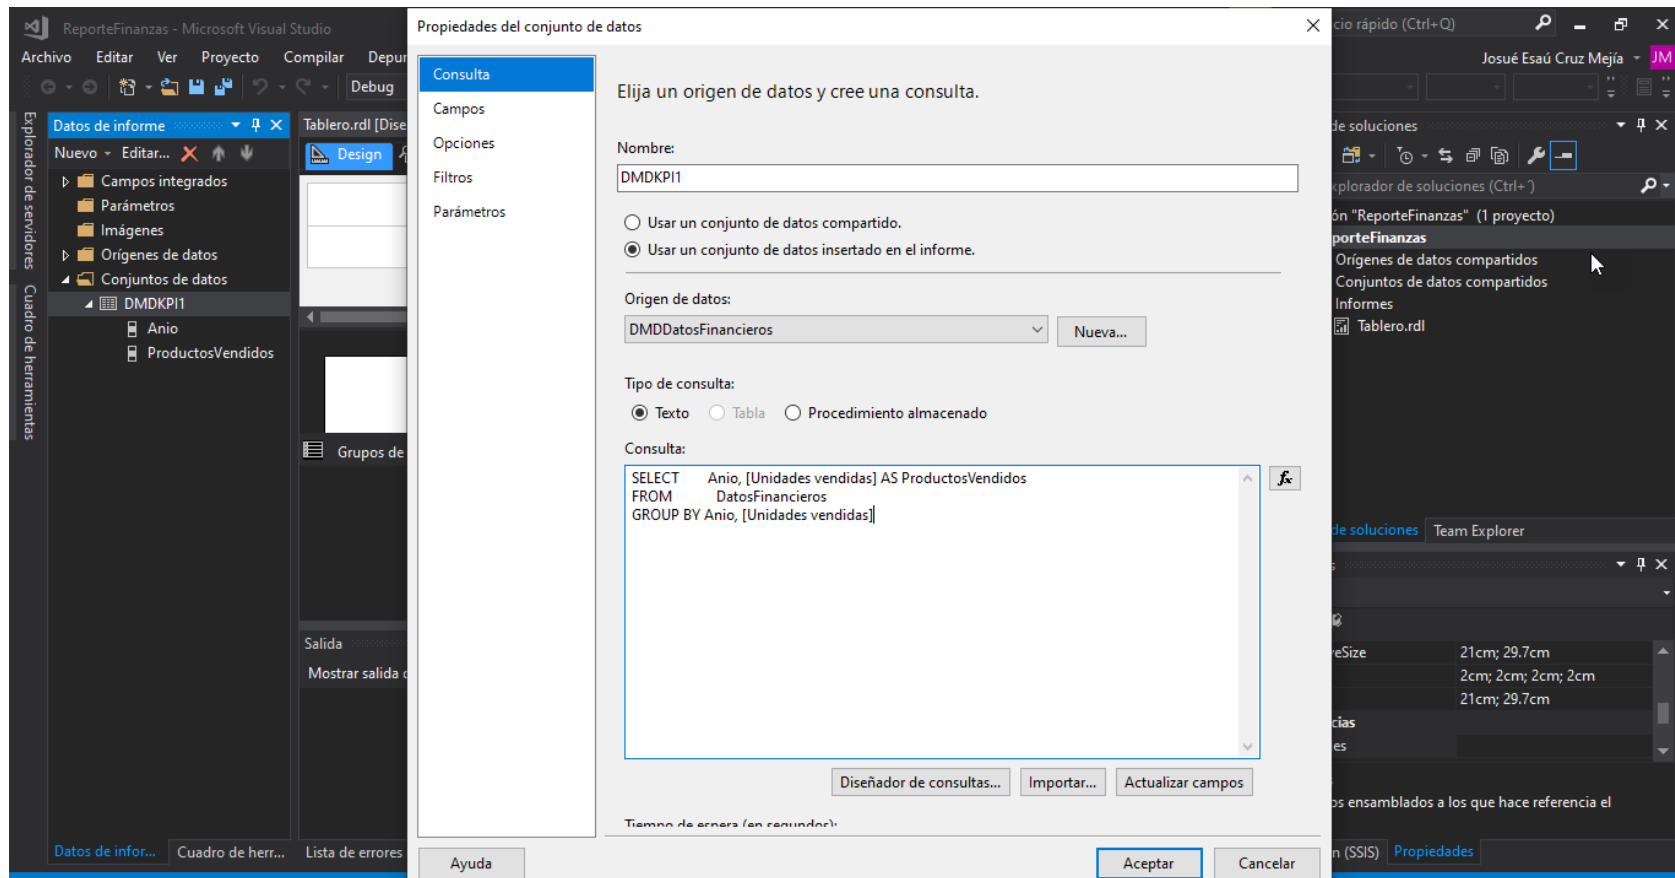 ReporteFinanzas - Microsoft Visual Studio
Archivo Editar Ver Proyecto Compilar Depur
Debug
Explorador de servidores
Cuadro de herramientas
Datos de informe
Nuevo Editar...
Campos integrados
Parámetros
Imágenes
Orígenes de datos
Conjuntos de datos
DMDKPI1
Anio
ProductosVendidos
Datos de infor... Cuadro de herr...
Tablero.rdl [Dise
Design
Grupos de
Salida
Mostrar salida
Lista de errores
Propiedades del conjunto de datos
Consulta
Campos
Opciones
Filtros
Parámetros
Elija un origen de datos y cree una consulta.
Nombre:
DMDKPI1
Usar un conjunto de datos compartido.
Usar un conjunto de datos insertado en el informe.
Origen de datos:
DMDDatosFinancieros
Nueva...
Tipo de consulta:
Texto Tabla Procedimiento almacenado
Consulta:
SELECT Anio, [Unidades vendidas] AS ProductosVendidos
FROM DatosFinancieros
GROUP BY Anio, [Unidades vendidas]
fx
Diseñador de consultas... Importar... Actualizar campos
Tiempo de espera (en segundos):
Ayuda Aceptar Cancelar
cio rápido (Ctrl+Q)
Josué Esaú Cruz Mejía JM
de soluciones
xplorador de soluciones (Ctrl+´)
ón "ReporteFinanzas" (1 proyecto)
porteFinanzas
Orígenes de datos compartidos
Conjuntos de datos compartidos
Informes
Tablero.rdl
de soluciones Team Explorer
s
veSize 21cm; 29.7cm
2cm; 2cm; 2cm; 2cm
21cm; 29.7cm
cias
es
os ensamblados a los que hace referencia el
n (SSIS) Propiedades